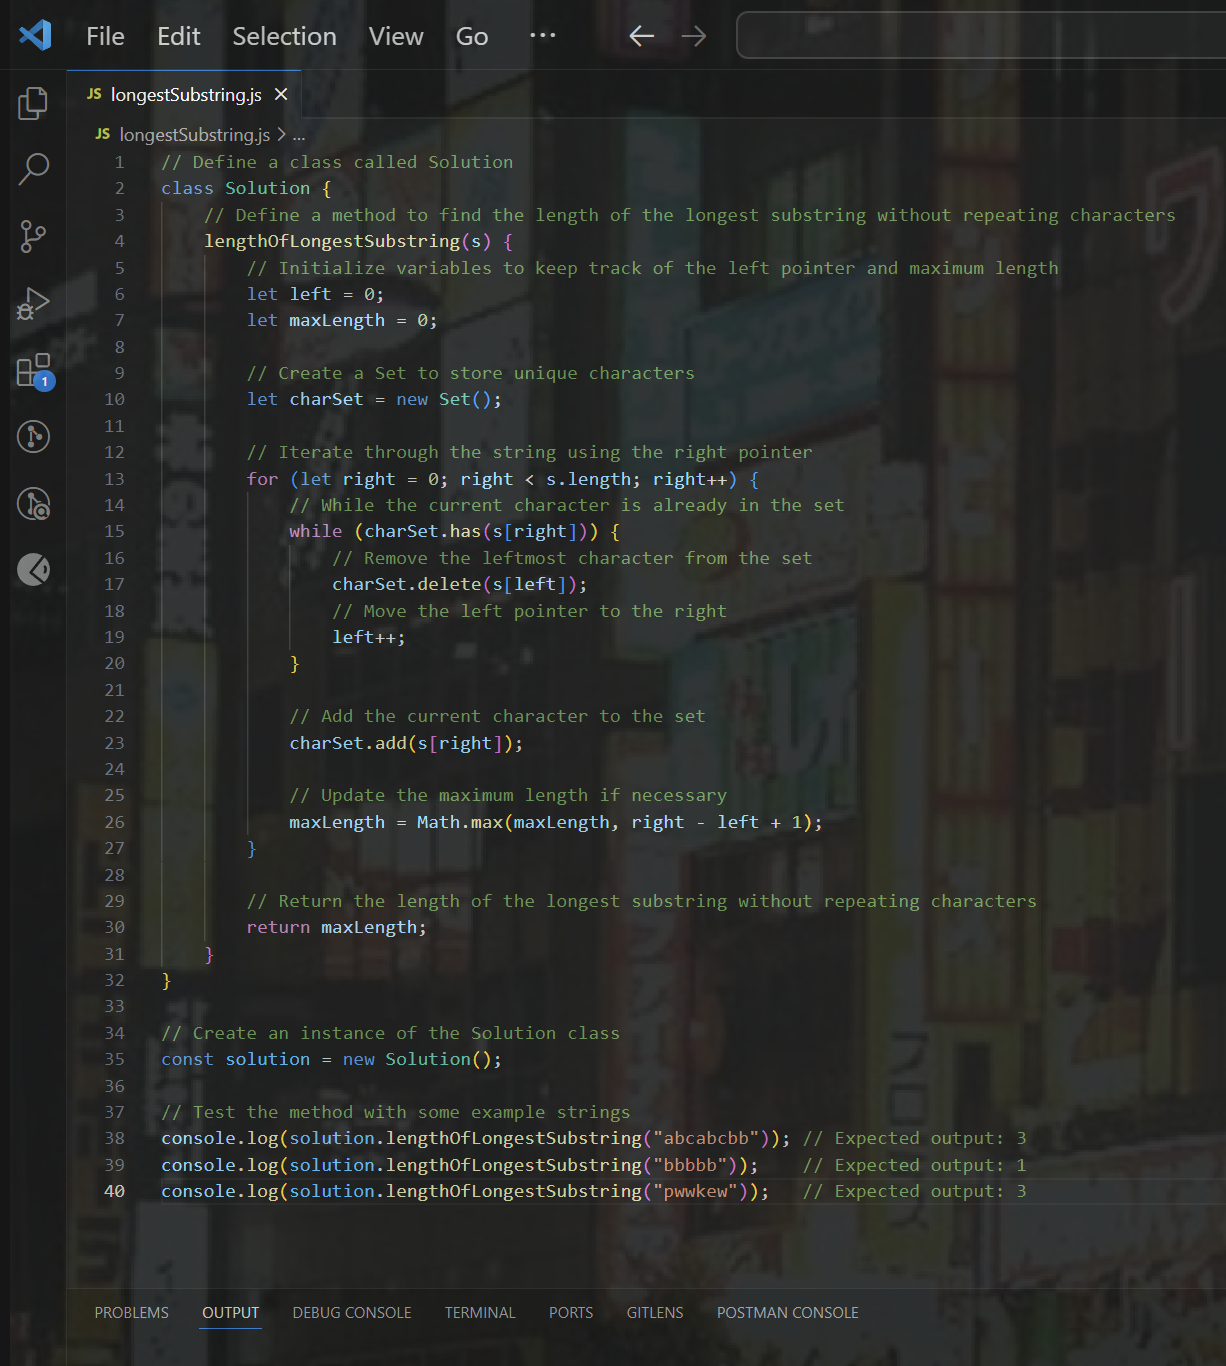 File Edit Selection View Go ...
JS longestSubstring.js ×
JS longestSubstring.js > ...
1 // Define a class called Solution
2 class Solution {
3     // Define a method to find the length of the longest substring without repeating characters
4     lengthOfLongestSubstring(s) {
5         // Initialize variables to keep track of the left pointer and maximum length
6         let left = 0;
7         let maxLength = 0;
8
9         // Create a Set to store unique characters
10         let charSet = new Set();
11
12         // Iterate through the string using the right pointer
13         for (let right = 0; right < s.length; right++) {
14             // While the current character is already in the set
15             while (charSet.has(s[right])) {
16                 // Remove the leftmost character from the set
17                 charSet.delete(s[left]);
18                 // Move the left pointer to the right
19                 left++;
20             }
21
22             // Add the current character to the set
23             charSet.add(s[right]);
24
25             // Update the maximum length if necessary
26             maxLength = Math.max(maxLength, right - left + 1);
27         }
28
29         // Return the length of the longest substring without repeating characters
30         return maxLength;
31     }
32 }
33
34 // Create an instance of the Solution class
35 const solution = new Solution();
36
37 // Test the method with some example strings
38 console.log(solution.lengthOfLongestSubstring("abcabcbb")); // Expected output: 3
39 console.log(solution.lengthOfLongestSubstring("bbbbb"));    // Expected output: 1
40 console.log(solution.lengthOfLongestSubstring("pwwkew"));   // Expected output: 3
1
PROBLEMS OUTPUT DEBUG CONSOLE TERMINAL PORTS GITLENS POSTMAN CONSOLE